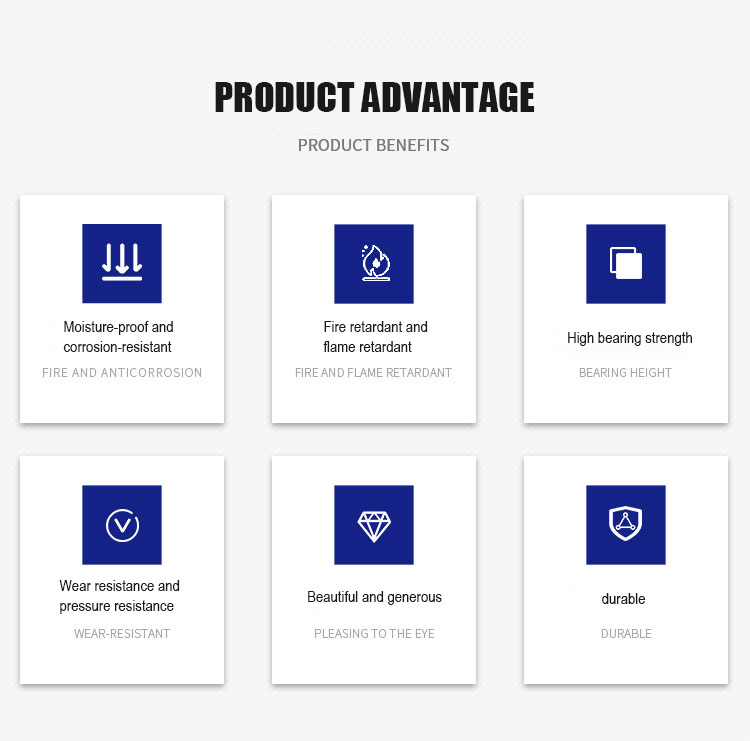 PRODUCT ADVANTAGE
PRODUCT BENEFITS
Moisture-proof and
corrosion-resistant
FIRE AND ANTICORROSION
Fire retardant and
flame retardant
FIRE AND FLAME RETARDANT
High bearing strength
BEARING HEIGHT
Wear resistance and
pressure resistance
WEAR-RESISTANT
Beautiful and generous
PLEASING TO THE EYE
durable
DURABLE